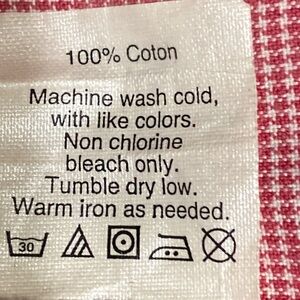 100% Coton
Machine wash cold,
with like colors.
Non chlorine
bleach only.
Tumble dry low.
Warm iron as needed.
30